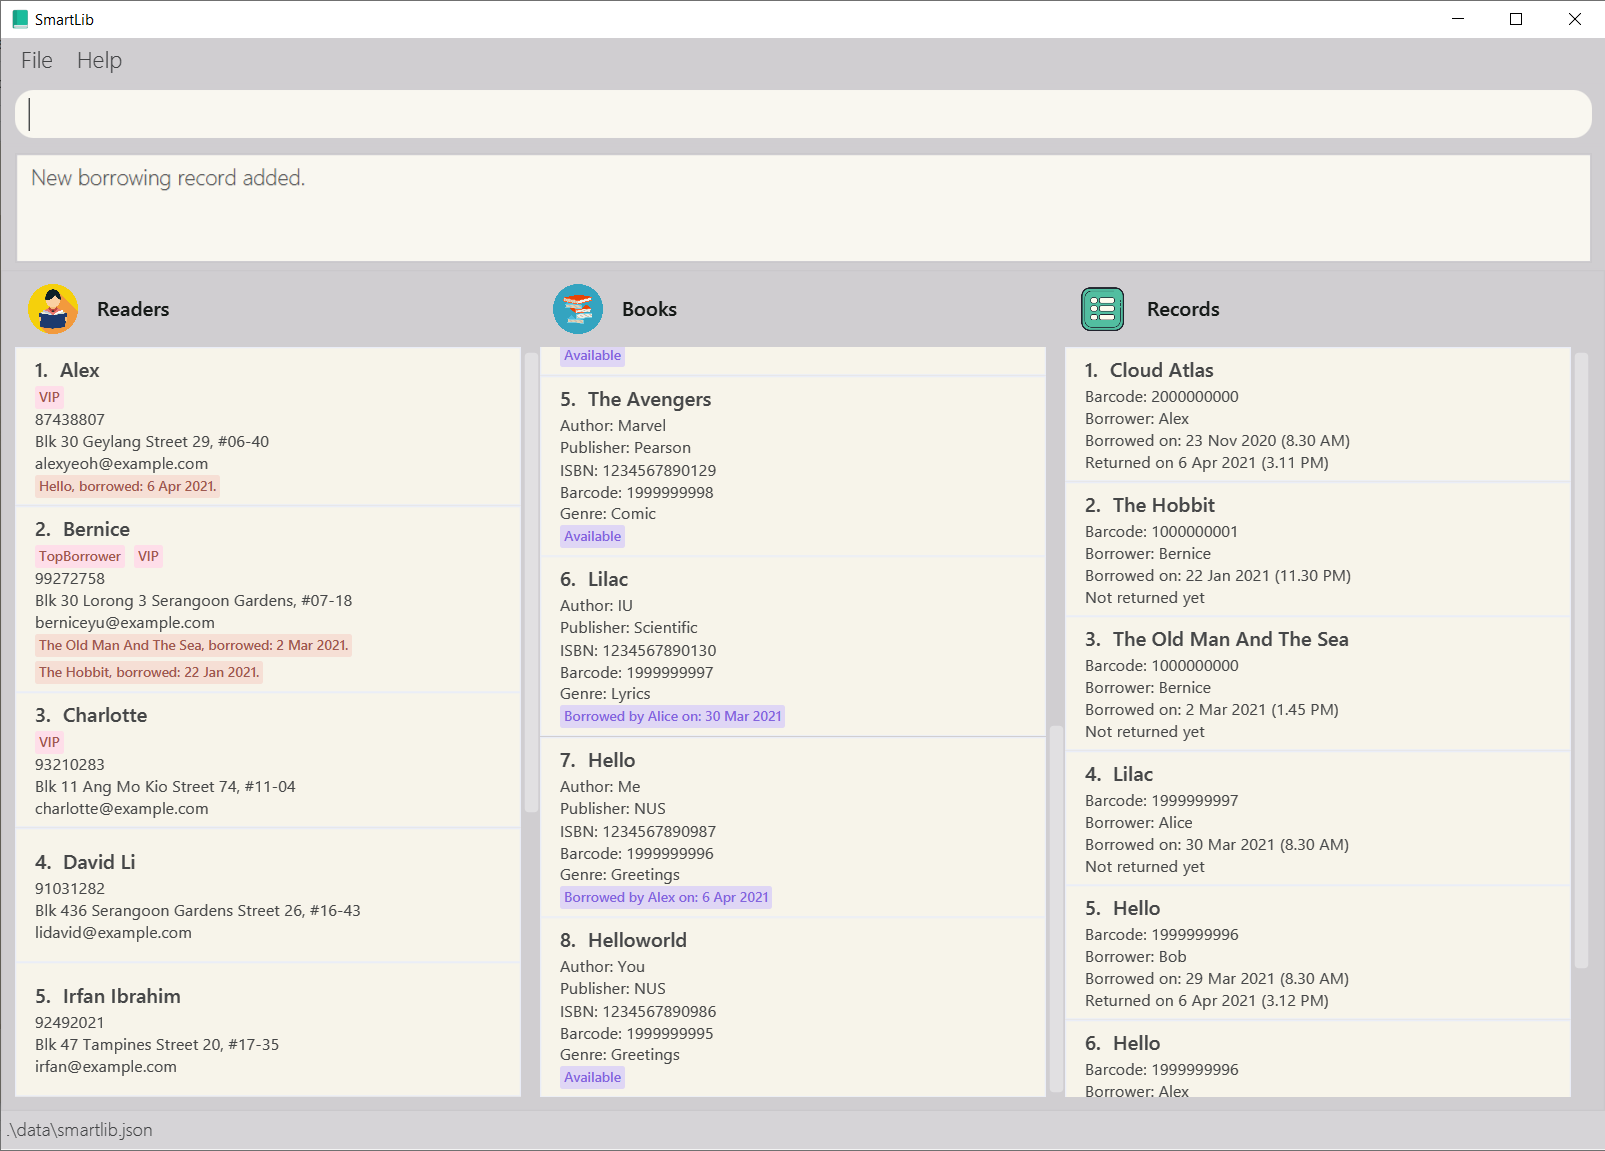 SmartLib
File Help
New borrowing record added.
Readers
1. Alex
VIP
87438807
Blk 30 Geylang Street 29, #06-40
alexyeoh@example.com
Hello, borrowed: 6 Apr 2021.
2. Bernice
TopBorrower VIP
99272758
Blk 30 Lorong 3 Serangoon Gardens, #07-18
berniceyu@example.com
The Old Man And The Sea, borrowed: 2 Mar 2021.
The Hobbit, borrowed: 22 Jan 2021.
3. Charlotte
VIP
93210283
Blk 11 Ang Mo Kio Street 74, #11-04
charlotte@example.com
4. David Li
91031282
Blk 436 Serangoon Gardens Street 26, #16-43
lidavid@example.com
5. Irfan Ibrahim
92492021
Blk 47 Tampines Street 20, #17-35
irfan@example.com
Books
Available
5. The Avengers
Author: Marvel
Publisher: Pearson
ISBN: 1234567890129
Barcode: 1999999998
Genre: Comic
Available
6. Lilac
Author: IU
Publisher: Scientific
ISBN: 1234567890130
Barcode: 1999999997
Genre: Lyrics
Borrowed by Alice on: 30 Mar 2021
7. Hello
Author: Me
Publisher: NUS
ISBN: 1234567890987
Barcode: 1999999996
Genre: Greetings
Borrowed by Alex on: 6 Apr 2021
8. Helloworld
Author: You
Publisher: NUS
ISBN: 1234567890986
Barcode: 1999999995
Genre: Greetings
Available
Records
1. Cloud Atlas
Barcode: 2000000000
Borrower: Alex
Borrowed on: 23 Nov 2020 (8.30 AM)
Returned on 6 Apr 2021 (3.11 PM)
2. The Hobbit
Barcode: 1000000001
Borrower: Bernice
Borrowed on: 22 Jan 2021 (11.30 PM)
Not returned yet
3. The Old Man And The Sea
Barcode: 1000000000
Borrower: Bernice
Borrowed on: 2 Mar 2021 (1.45 PM)
Not returned yet
4. Lilac
Barcode: 1999999997
Borrower: Alice
Borrowed on: 30 Mar 2021 (8.30 AM)
Not returned yet
5. Hello
Barcode: 1999999996
Borrower: Bob
Borrowed on: 29 Mar 2021 (8.30 AM)
Returned on 6 Apr 2021 (3.12 PM)
6. Hello
Barcode: 1999999996
Borrower: Alex
.\data\smartlib.json